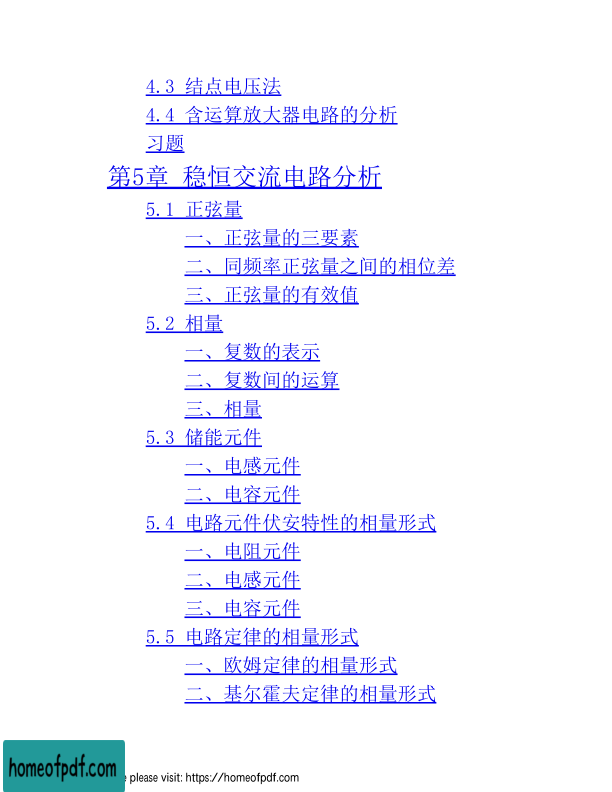 4.3 结点电压法
4.4 含运算放大器电路的分析
习题
第5章 稳恒交流电路分析
5.1 正弦量
一、正弦量的三要素
二、同频率正弦量之间的相位差
三、正弦量的有效值
5.2 相量
一、复数的表示
二、复数间的运算
三、相量
5.3 储能元件
一、电感元件
二、电容元件
5.4 电路元件伏安特性的相量形式
一、电阻元件
二、电感元件
三、电容元件
5.5 电路定律的相量形式
一、欧姆定律的相量形式
二、基尔霍夫定律的相量形式
homeofpdf.com
please visit: https://homeofpdf.com